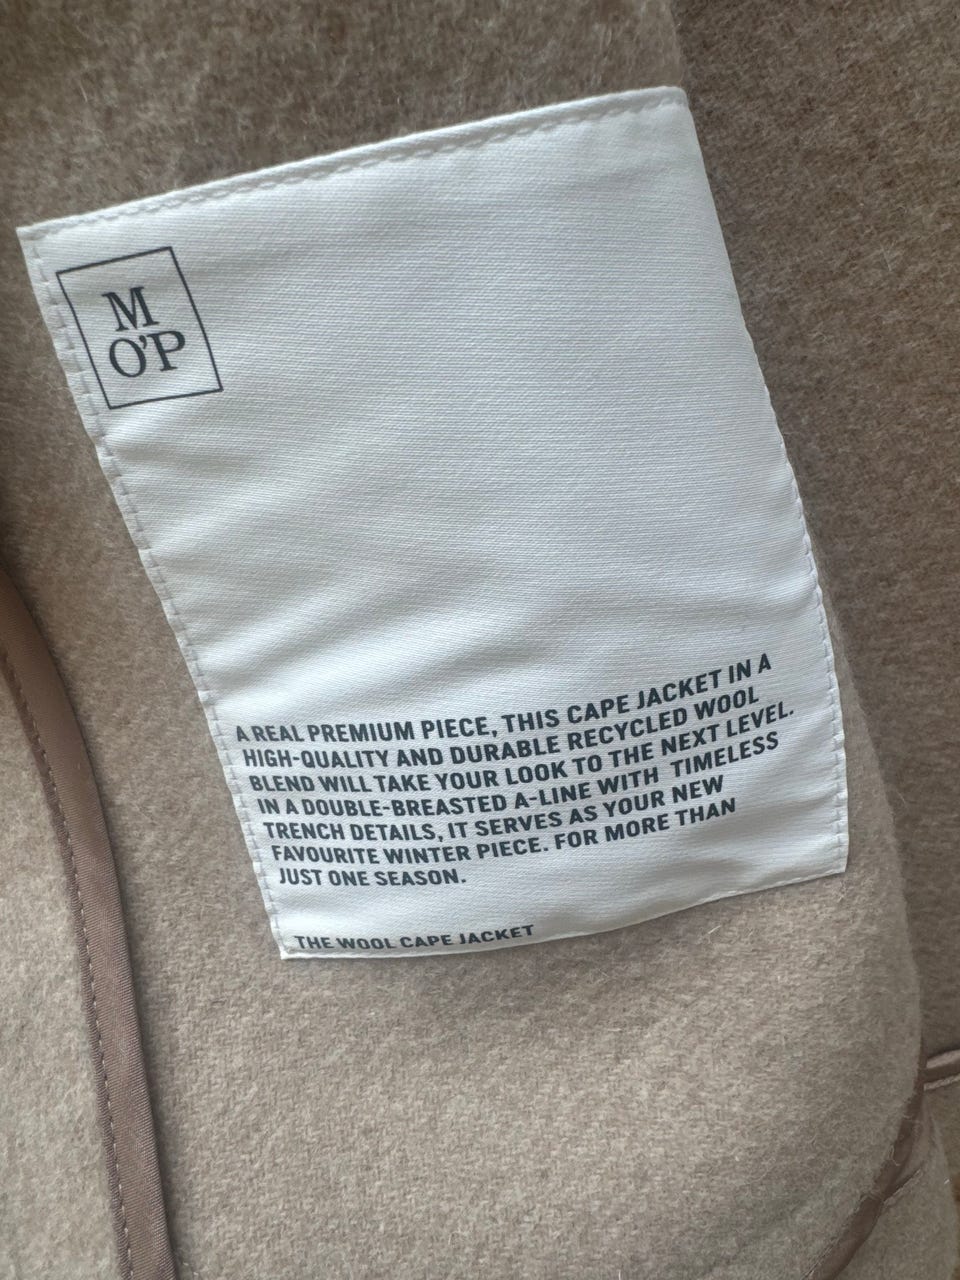 M
O'P
A REAL PREMIUM PIECE, THIS CAPE JACKET IN A
HIGH-QUALITY AND DURABLE RECYCLED WOOL
BLEND WILL TAKE YOUR LOOK TO THE NEXT LEVEL.
IN A DOUBLE-BREASTED A-LINE WITH TIMELESS
TRENCH DETAILS, IT SERVES AS YOUR NEW
FAVOURITE WINTER PIECE. FOR MORE THAN
JUST ONE SEASON.
THE WOOL CAPE JACKET